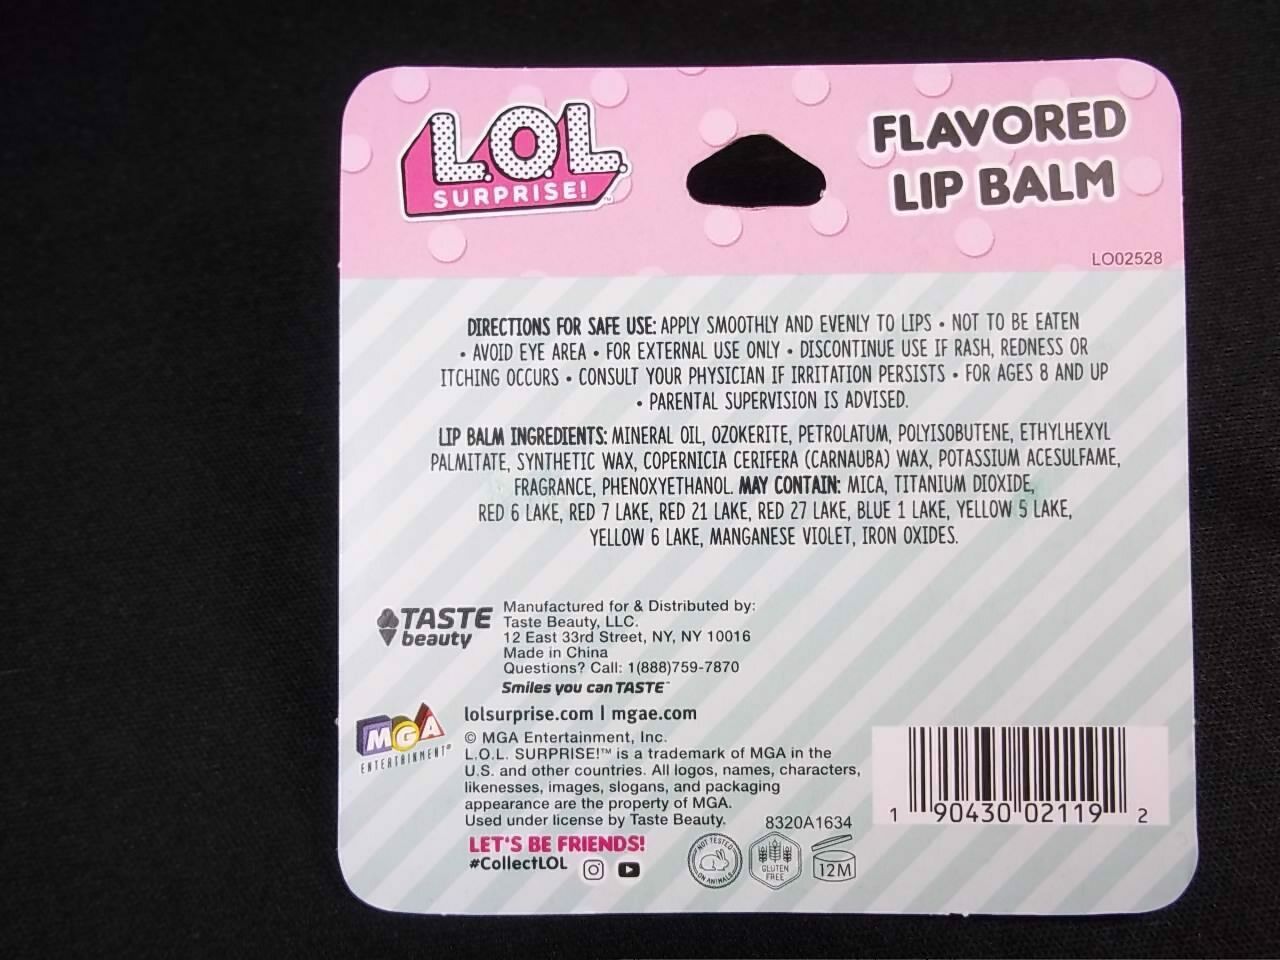 L.O.L.
SURPRISE!™
FLAVORED
LIP BALM
LO02528
DIRECTIONS FOR SAFE USE: APPLY SMOOTHLY AND EVENLY TO LIPS • NOT TO BE EATEN
• AVOID EYE AREA • FOR EXTERNAL USE ONLY • DISCONTINUE USE IF RASH, REDNESS OR
ITCHING OCCURS • CONSULT YOUR PHYSICIAN IF IRRITATION PERSISTS • FOR AGES 8 AND UP
• PARENTAL SUPERVISION IS ADVISED.
LIP BALM INGREDIENTS: MINERAL OIL, OZOKERITE, PETROLATUM, POLYISOBUTENE, ETHYLHEXYL
PALMITATE, SYNTHETIC WAX, COPERNICIA CERIFERA (CARNAUBA) WAX, POTASSIUM ACESULFAME,
FRAGRANCE, PHENOXYETHANOL. MAY CONTAIN: MICA, TITANIUM DIOXIDE,
RED 6 LAKE, RED 7 LAKE, RED 21 LAKE, RED 27 LAKE, BLUE 1 LAKE, YELLOW 5 LAKE,
YELLOW 6 LAKE, MANGANESE VIOLET, IRON OXIDES.
TASTE
beauty
Manufactured for & Distributed by:
Taste Beauty, LLC.
12 East 33rd Street, NY, NY 10016
Made in China
Questions? Call: 1(888)759-7870
Smiles you can TASTE™
MGA
ENTERTAINMENT®
lolsurprise.com | mgae.com
© MGA Entertainment, Inc.
L.O.L. SURPRISE!™ is a trademark of MGA in the
U.S. and other countries. All logos, names, characters,
likenesses, images, slogans, and packaging
appearance are the property of MGA.
Used under license by Taste Beauty.
8320A1634
LET'S BE FRIENDS!
#CollectLOL
NOT TESTED
ON ANIMALS
GLUTEN
FREE
12M
1 90430 02119 2